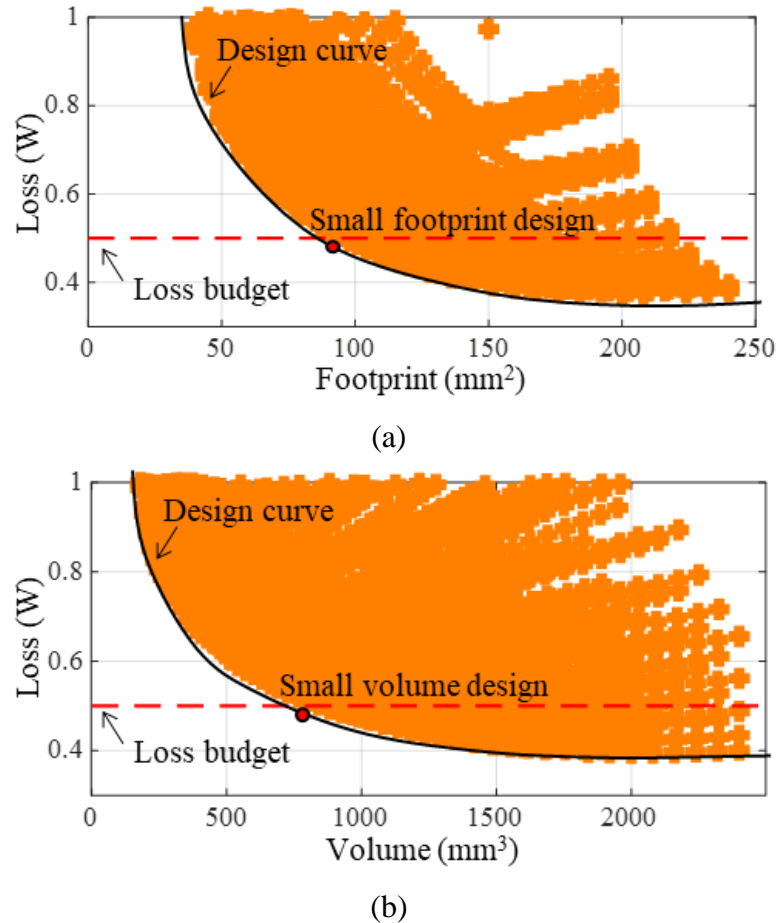 1
Design curve
0.8
Loss (W)
0.6
Small footprint design
0.4
Loss budget
0 50 100 150 200 250
Footprint (mm²)
(a)
1
Design curve
0.8
Loss (W)
0.6
Small volume design
0.4
Loss budget
0 500 1000 1500 2000
Volume (mm³)
(b)